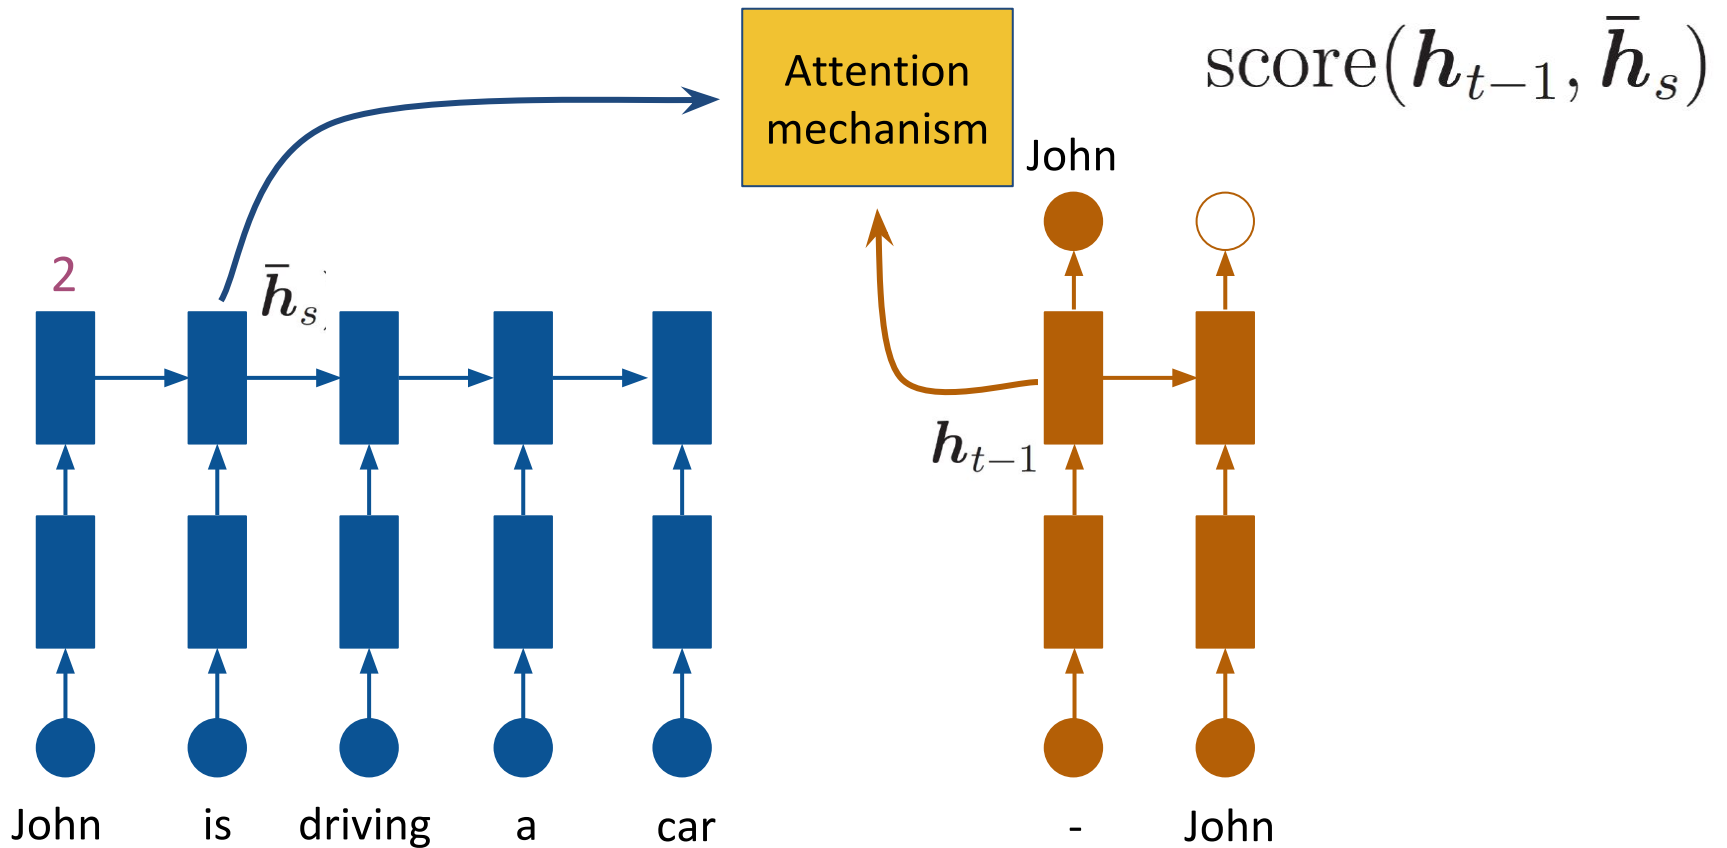 Attention
mechanism
score(h_{t−1}, h̄_s)
John
2
h̄_s
h_{t−1}
John is driving a car - John